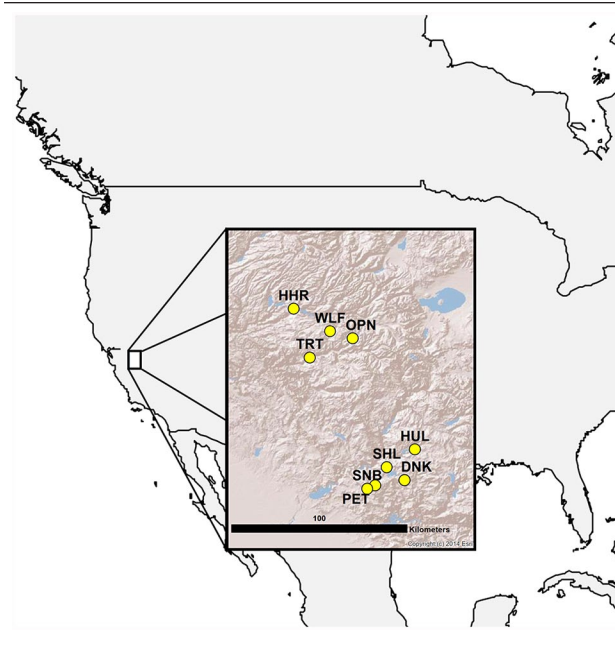 HHR
WLF
OPN
TRT
HUL
SHL
DNK
SNB
PET
100
Kilometers
Copyright (c) 2014 Esri